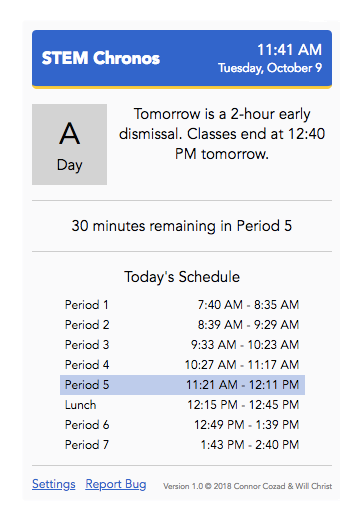 STEM Chronos
11:41 AM
Tuesday, October 9
A
Day
Tomorrow is a 2-hour early
dismissal. Classes end at 12:40
PM tomorrow.
30 minutes remaining in Period 5
Today's Schedule
Period 1 7:40 AM - 8:35 AM
Period 2 8:39 AM - 9:29 AM
Period 3 9:33 AM - 10:23 AM
Period 4 10:27 AM - 11:17 AM
Period 5 11:21 AM - 12:11 PM
Lunch 12:15 PM - 12:45 PM
Period 6 12:49 PM - 1:39 PM
Period 7 1:43 PM - 2:40 PM
Settings Report Bug Version 1.0 © 2018 Connor Cozad & Will Christ